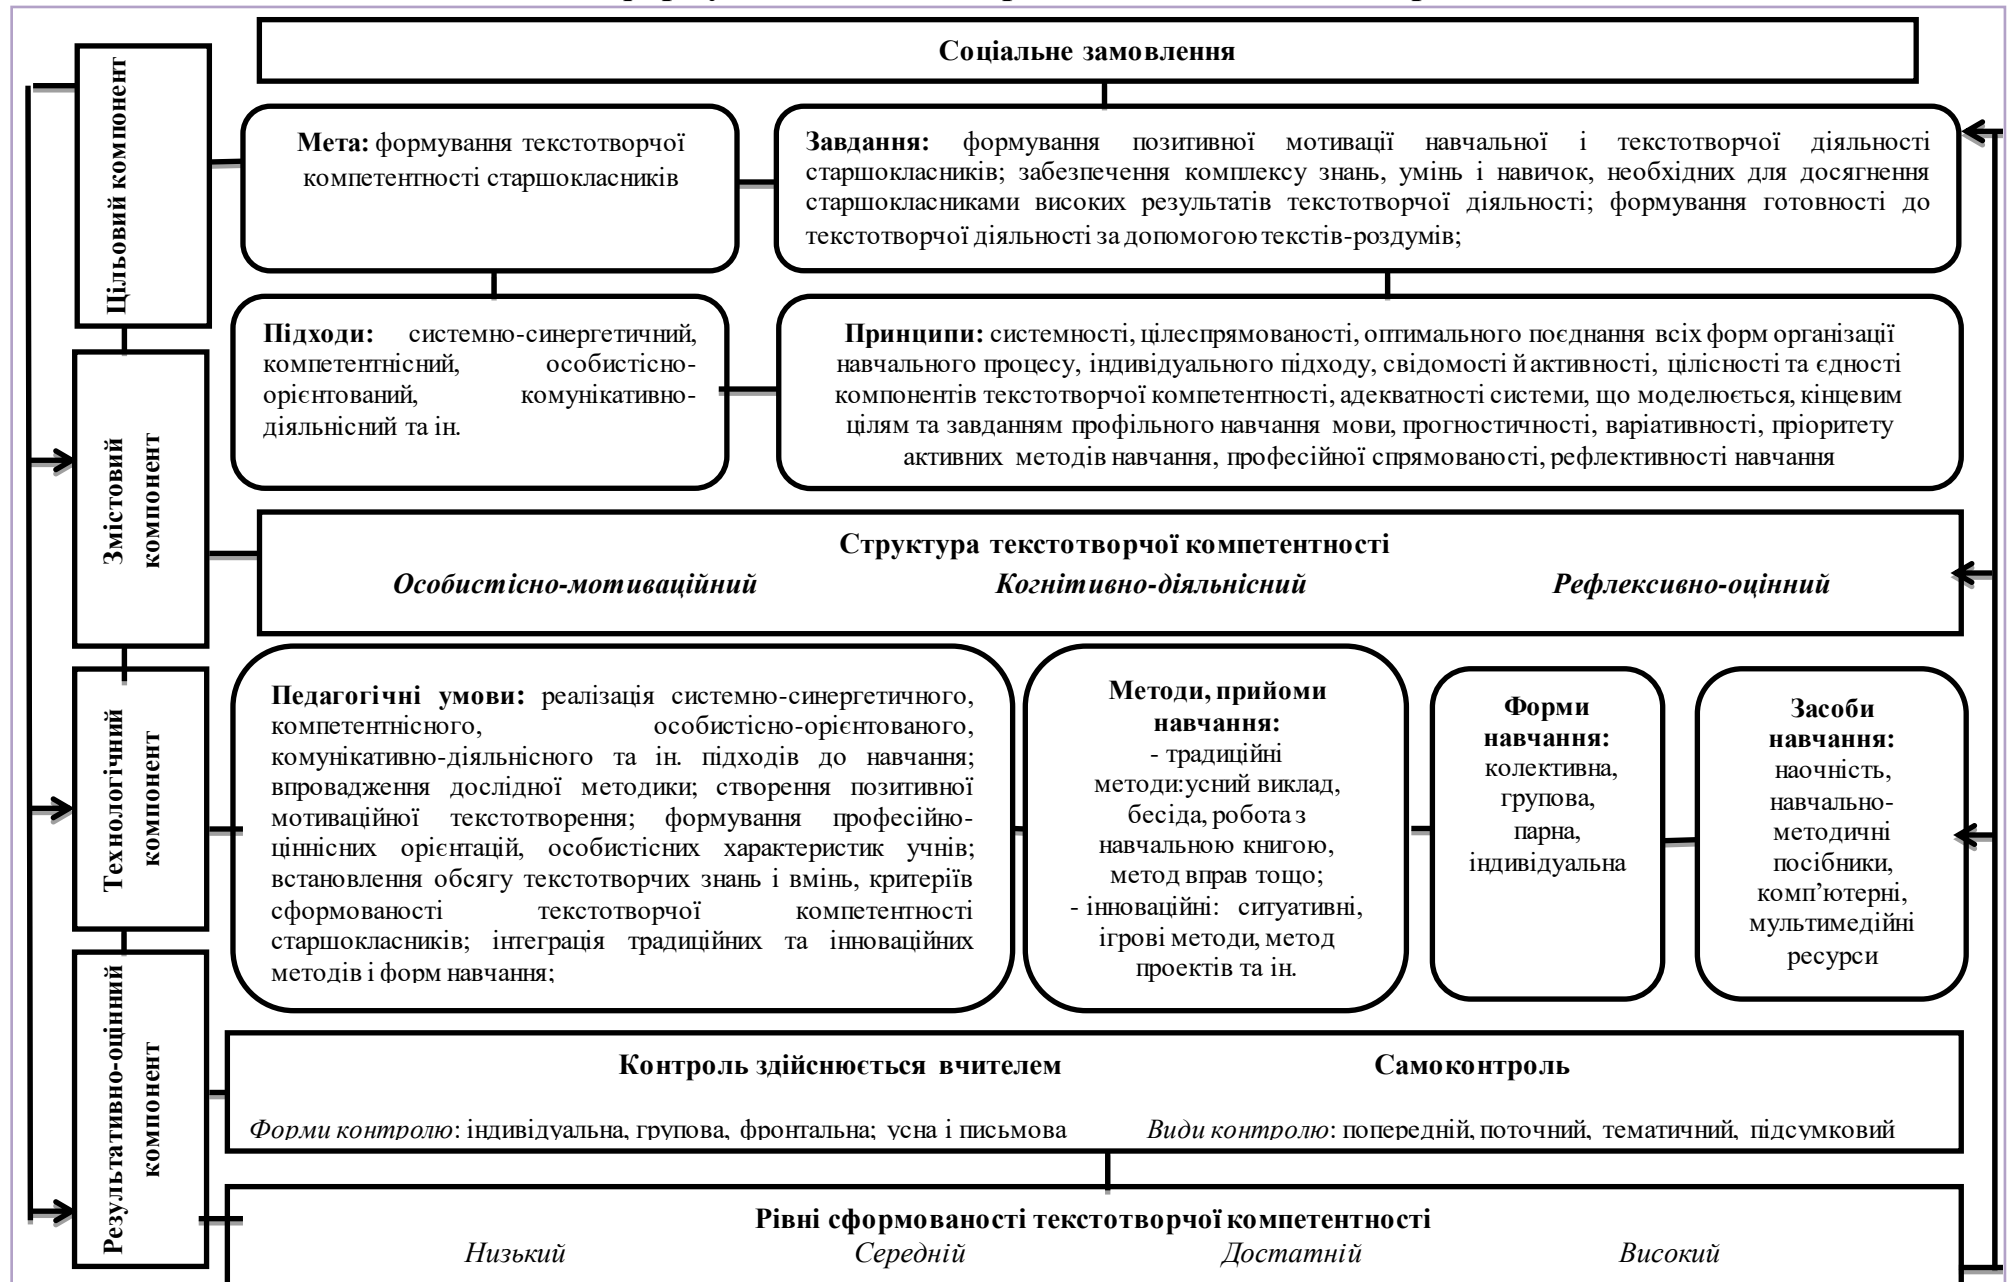 Соціальне замовлення
Цільовий компонент
Мета: формування текстотворчої
компетентності старшокласників
Завдання: формування позитивної мотивації навчальної і текстотворчої діяльності
старшокласників; забезпечення комплексу знань, умінь і навичок, необхідних для досягнення
старшокласниками високих результатів текстотворчої діяльності; формування готовності до
текстотворчої діяльності за допомогою текстів-роздумів;
Підходи: системно-синергетичний,
компетентнісний, особистісно-
орієнтований, комунікативно-
діяльнісний та ін.
Принципи: системності, цілеспрямованості, оптимального поєднання всіх форм організації
навчального процесу, індивідуального підходу, свідомості й активності, цілісності та єдності
компонентів текстотворчої компетентності, адекватності системи, що моделюється, кінцевим
цілям та завданням профільного навчання мови, прогностичності, варіативності, пріоритету
активних методів навчання, професійної спрямованості, рефлективності навчання
Змістовий
компонент
Структура текстотворчої компетентності
Особистісно-мотиваційний Когнітивно-діяльнісний Рефлексивно-оцінний
Технологічний
компонент
Педагогічні умови: реалізація системно-синергетичного,
компетентнісного, особистісно-орієнтованого,
комунікативно-діяльнісного та ін. підходів до навчання;
впровадження дослідної методики; створення позитивної
мотиваційної текстотворення; формування професійно-
ціннісних орієнтацій, особистісних характеристик учнів;
встановлення обсягу текстотворчих знань і вмінь, критеріїв
сформованості текстотворчої компетентності
старшокласників; інтеграція традиційних та інноваційних
методів і форм навчання;
Методи, прийоми
навчання:
- традиційні
методи:усний виклад,
бесіда, робота з
навчальною книгою,
метод вправ тощо;
- інноваційні: ситуативні,
ігрові методи, метод
проектів та ін.
Форми
навчання:
колективна,
групова,
парна,
індивідуальна
Засоби
навчання:
наочність,
навчально-
методичні
посібники,
комп’ютерні,
мультимедійні
ресурси
Результативно-оцінний
компонент
Контроль здійснюється вчителем Самоконтроль
Форми контролю: індивідуальна, групова, фронтальна; усна і письмова Види контролю: попередній, поточний, тематичний, підсумковий
Рівні сформованості текстотворчої компетентності
Низький Середній Достатній Високий